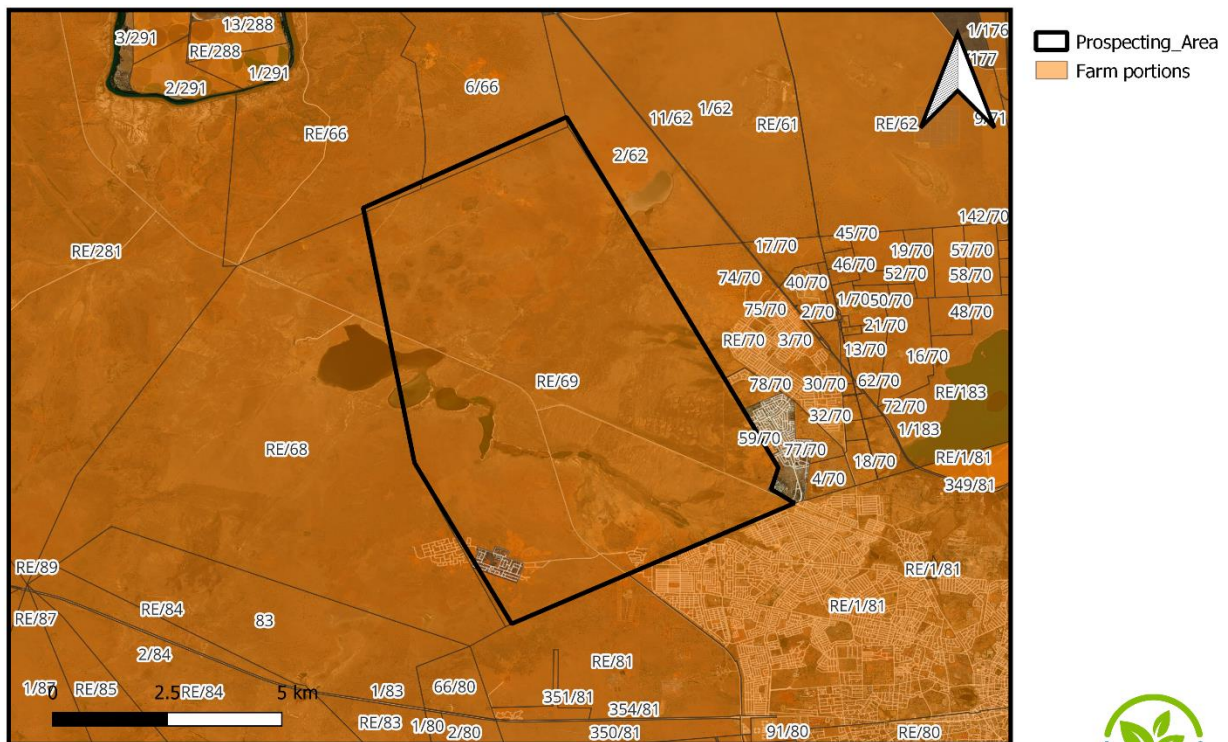 3/291
13/288
RE/288
1/291
2/291
6/66
RE/66
11/62
1/62
RE/61
RE/62
1/176
/177
9/71
2/62
142/70
RE/281
17/70
45/70
19/70
57/70
46/70
52/70
58/70
74/70
40/70
1/70
50/70
75/70
2/70
48/70
21/70
RE/70
3/70
13/70
16/70
RE/69
78/70
30/70
62/70
RE/183
72/70
32/70
1/183
RE/68
59/70
77/70
18/70
RE/1/81
4/70
349/81
RE/89
RE/1/81
RE/87
RE/84
83
RE/1/81
2/84
RE/81
1/87
RE/85
RE/84
1/83
66/80
351/81
354/81
RE/83
1/80
2/80
350/81
91/80
RE/80
0 2.5 5 km
Prospecting_Area
Farm portions